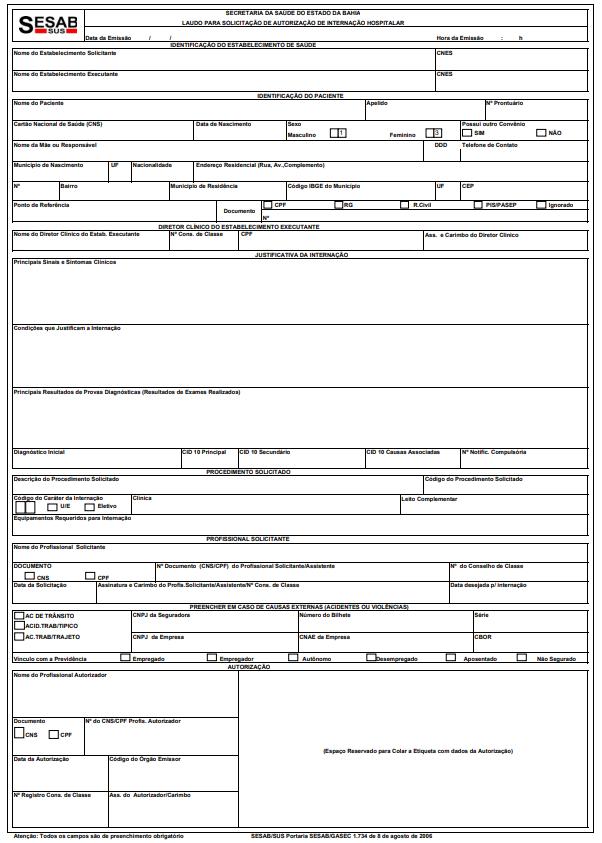 SESAB
SUS
SECRETARIA DA SAÚDE DO ESTADO DA BAHIA
LAUDO PARA SOLICITAÇÃO DE AUTORIZAÇÃO DE INTERNAÇÃO HOSPITALAR
Data da Emissão / / Hora da Emissão : h
IDENTIFICAÇÃO DO ESTABELECIMENTO DE SAÚDE
Nome do Estabelecimento Solicitante CNES
Nome do Estabelecimento Executante CNES
IDENTIFICAÇÃO DO PACIENTE
Nome do Paciente Apelido Nº Prontuário
Cartão Nacional de Saúde (CNS) Data de Nascimento Sexo Possui outro Convênio
Masculino 1 Feminino 3 SIM NÃO
Nome da Mãe ou Responsável DDD Telefone de Contato
Município de Nascimento UF Nacionalidade Endereço Residencial (Rua, Av.,Complemento)
Nº Bairro Município de Residência Código IBGE do Município UF CEP
Ponto de Referência Documento CPF RG R.Civil PIS/PASEP Ignorado
Nº
DIRETOR CLÍNICO DO ESTABELECIMENTO EXECUTANTE
Nome do Diretor Clínico do Estab. Executante Nº Cons. de Classe CPF Ass. e Carimbo do Diretor Clínico
JUSTIFICATIVA DA INTERNAÇÃO
Principais Sinais e Sintomas Clínicos
Condições que Justificam a Internação
Principais Resultados de Provas Diagnósticas (Resultados de Exames Realizados)
Diagnóstico Inicial CID 10 Principal CID 10 Secundário CID 10 Causas Associadas Nº Notific. Compulsória
PROCEDIMENTO SOLICITADO
Descrição do Procedimento Solicitado Código do Procedimento Solicitado
Código do Caráter da Internação Clínica Leito Complementar
U/E Eletivo
Equipamentos Requeridos para Internação
PROFISSIONAL SOLICITANTE
Nome do Profissional Solicitante
DOCUMENTO Nº Documento (CNS/CPF) do Profissional Solicitante/Assistente Nº do Conselho de Classe
CNS CPF
Data da Solicitação Assinatura e Carimbo do Profis.Solicitante/Assistente/Nº Cons. de Classe Data desejada p/ internação
PREENCHER EM CASO DE CAUSAS EXTERNAS (ACIDENTES OU VIOLÊNCIAS)
AC DE TRÂNSITO CNPJ da Seguradora Número do Bilhete Série
ACID.TRAB/TIPICO
AC.TRAB/TRAJETO CNPJ da Empresa CNAE da Empresa CBOR
Vínculo com a Previdência Empregado Empregador Autônomo Desempregado Aposentado Não Segurado
AUTORIZAÇÃO
Nome do Profissional Autorizador
Documento Nº do CNS/CPF Profis. Autorizador
CNS CPF
(Espaço Reservado para Colar a Etiqueta com dados da Autorização)
Data da Autorização Código do Órgão Emissor
Nº Registro Cons. de Classe Ass. do Autorizador/Carimbo
Atenção: Todos os campos são de preenchimento obrigatório SESAB/SUS Portaria SESAB/GASEC 1.734 de 8 de agosto de 2006